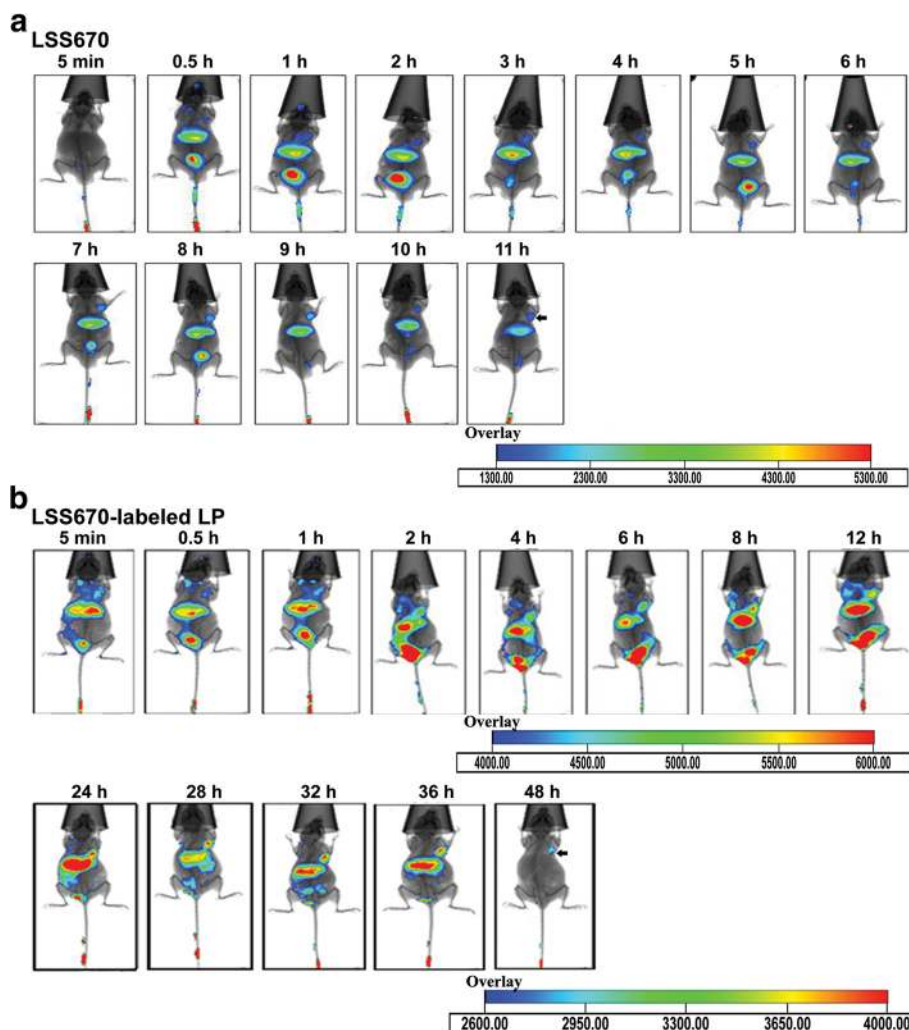 a
LSS670
5 min 0.5 h 1 h 2 h 3 h 4 h 5 h 6 h
7 h 8 h 9 h 10 h 11 h
Overlay
1300.00 2300.00 3300.00 4300.00 5300.00
b
LSS670-labeled LP
5 min 0.5 h 1 h 2 h 4 h 6 h 8 h 12 h
Overlay
4000.00 4500.00 5000.00 5500.00 6000.00
24 h 28 h 32 h 36 h 48 h
Overlay
2600.00 2950.00 3300.00 3650.00 4000.00